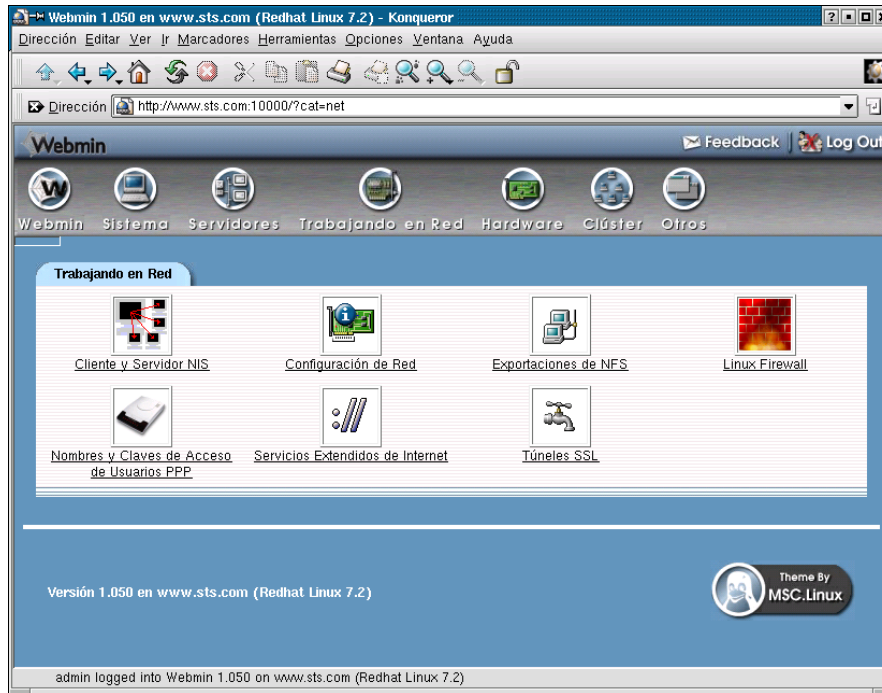 Webmin 1.050 en www.sts.com (Redhat Linux 7.2) - Konqueror
Dirección Editar Ver Ir Marcadores Herramientas Opciones Ventana Ayuda
Dirección http://www.sts.com:10000/?cat=net
Webmin Feedback Log Out
Webmin Sistema Servidores Trabajando en Red Hardware Clúster Otros
Trabajando en Red
Cliente y Servidor NIS Configuración de Red Exportaciones de NFS Linux Firewall
Nombres y Claves de Acceso Servicios Extendidos de Internet Túneles SSL
de Usuarios PPP
Versión 1.050 en www.sts.com (Redhat Linux 7.2)
Theme By
MSC.Linux
admin logged into Webmin 1.050 on www.sts.com (Redhat Linux 7.2)